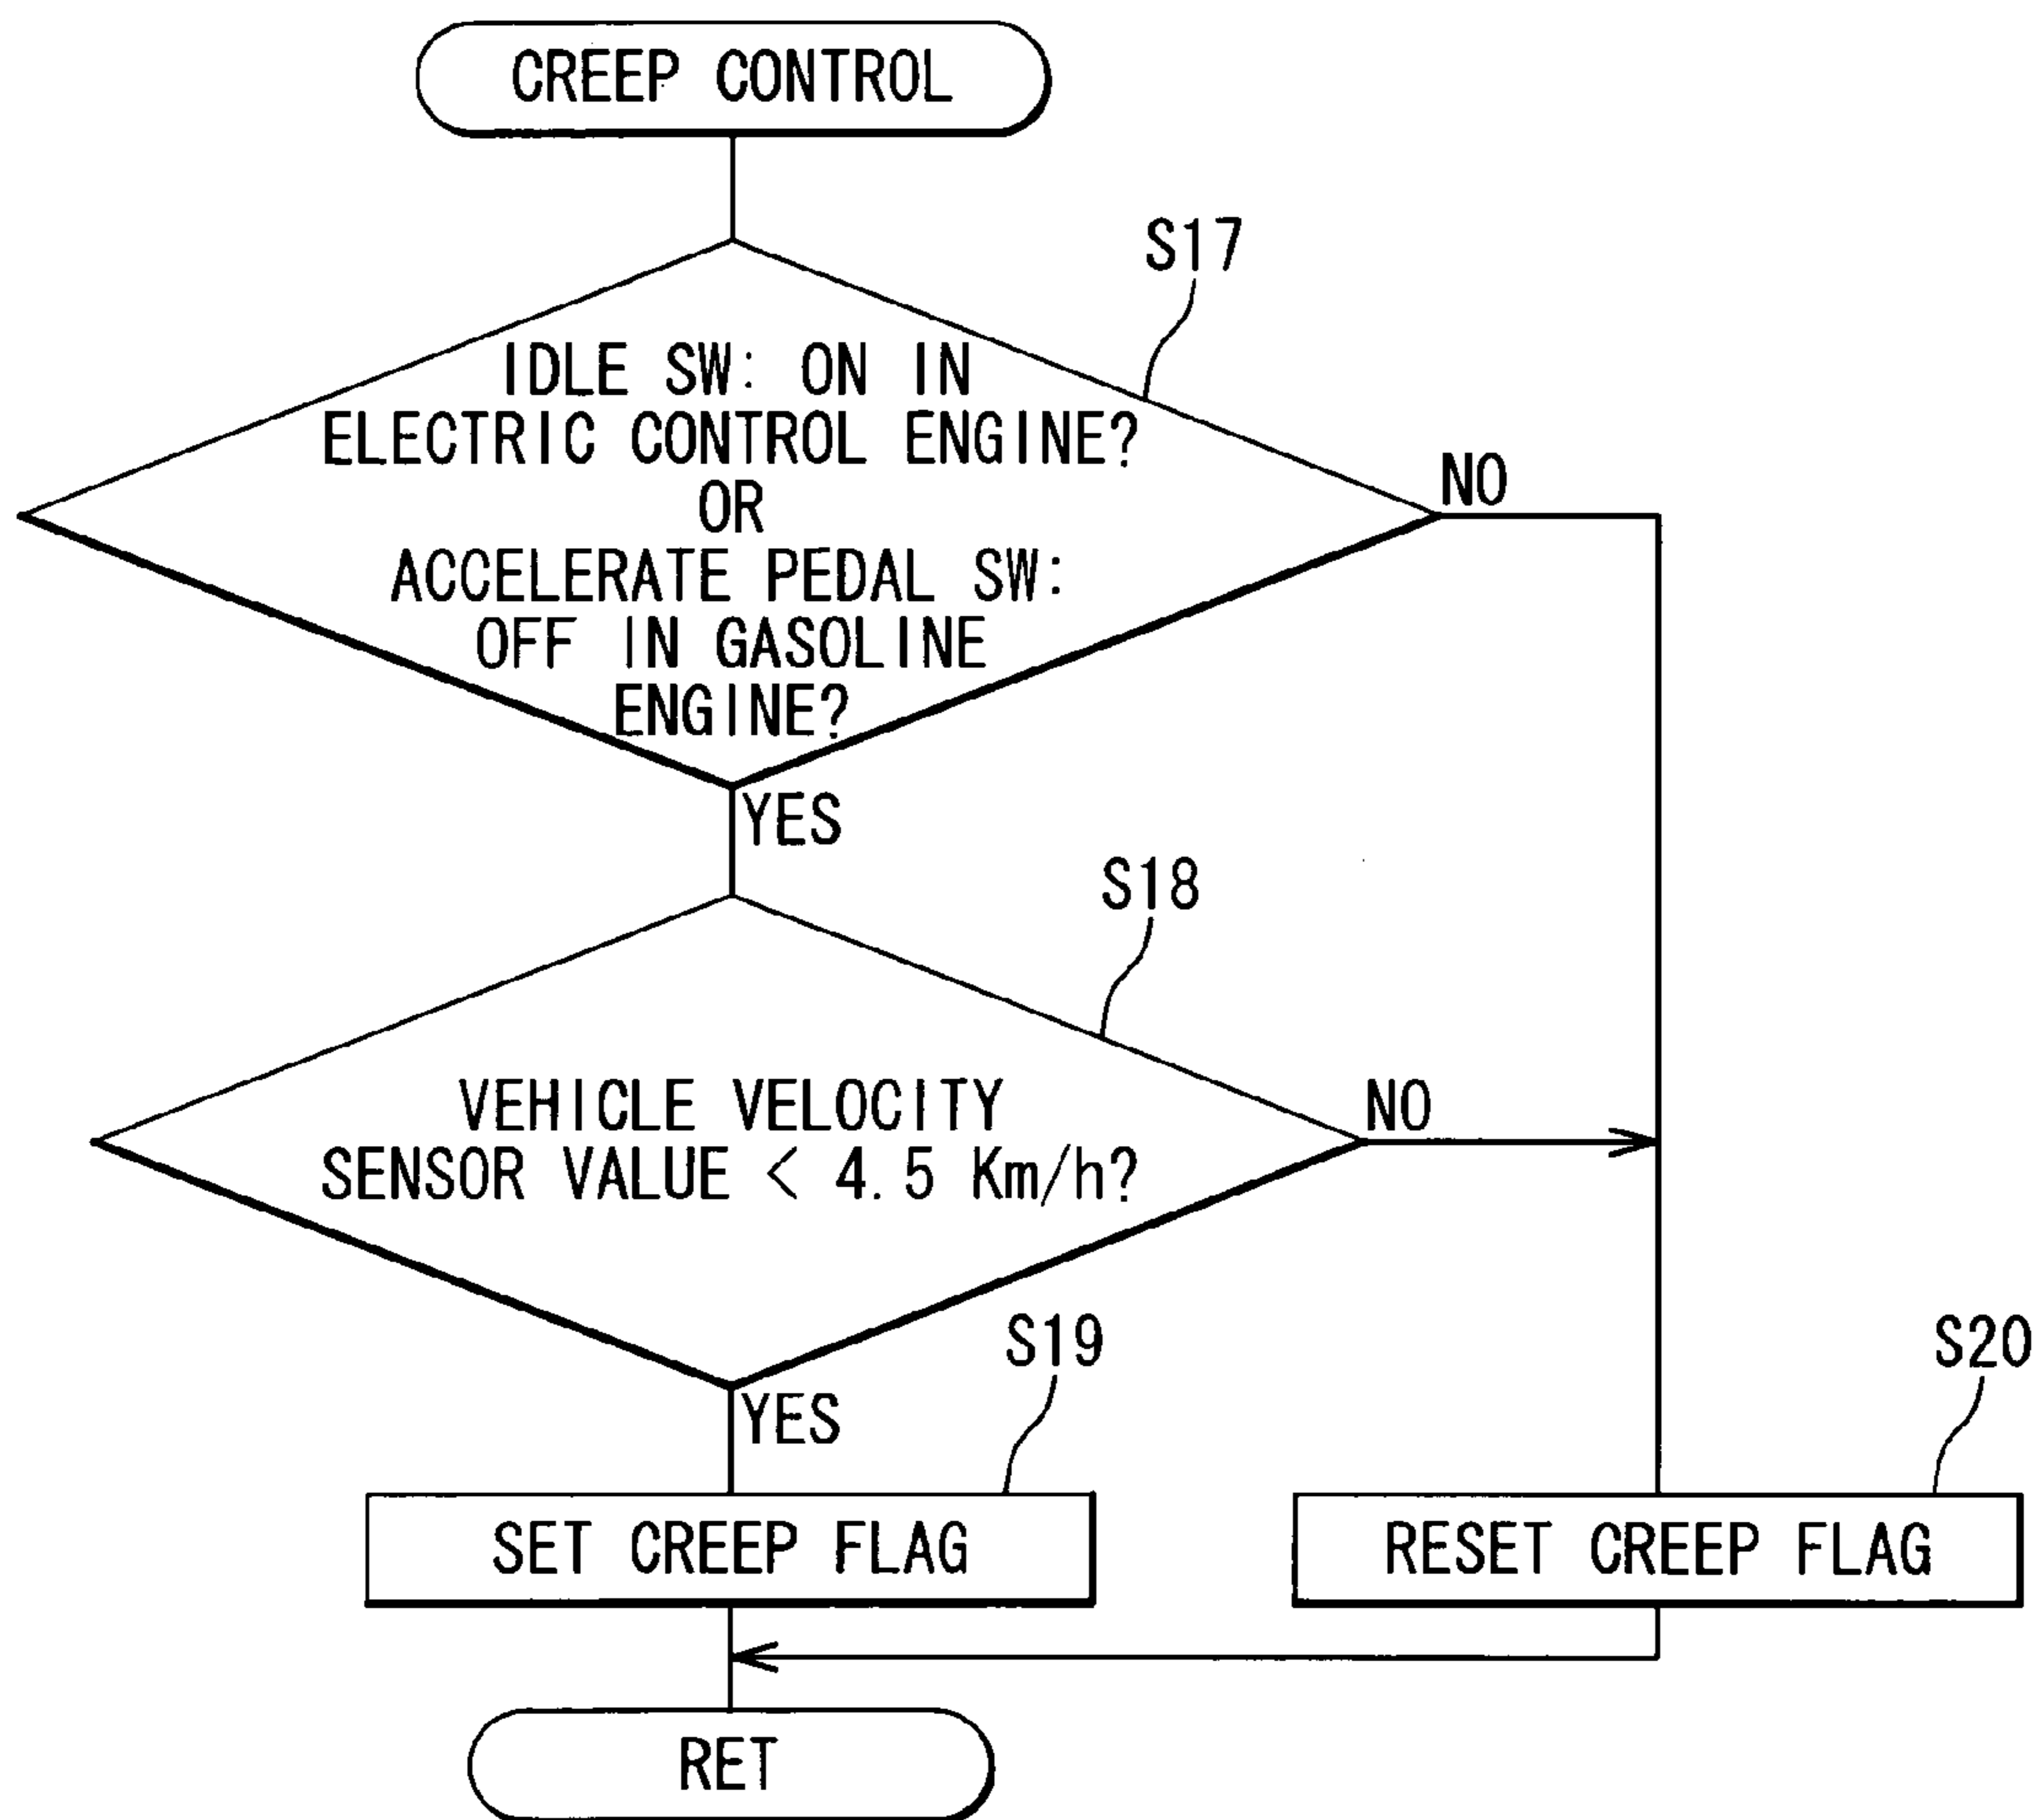 CREEP CONTROL
S17
IDLE SW: ON IN
ELECTRIC CONTROL ENGINE?
OR
ACCELERATE PEDAL SW:
OFF IN GASOLINE
ENGINE?
NO
YES
S18
VEHICLE VELOCITY
SENSOR VALUE < 4.5 Km/h?
NO
YES
S19
S20
SET CREEP FLAG
RESET CREEP FLAG
RET